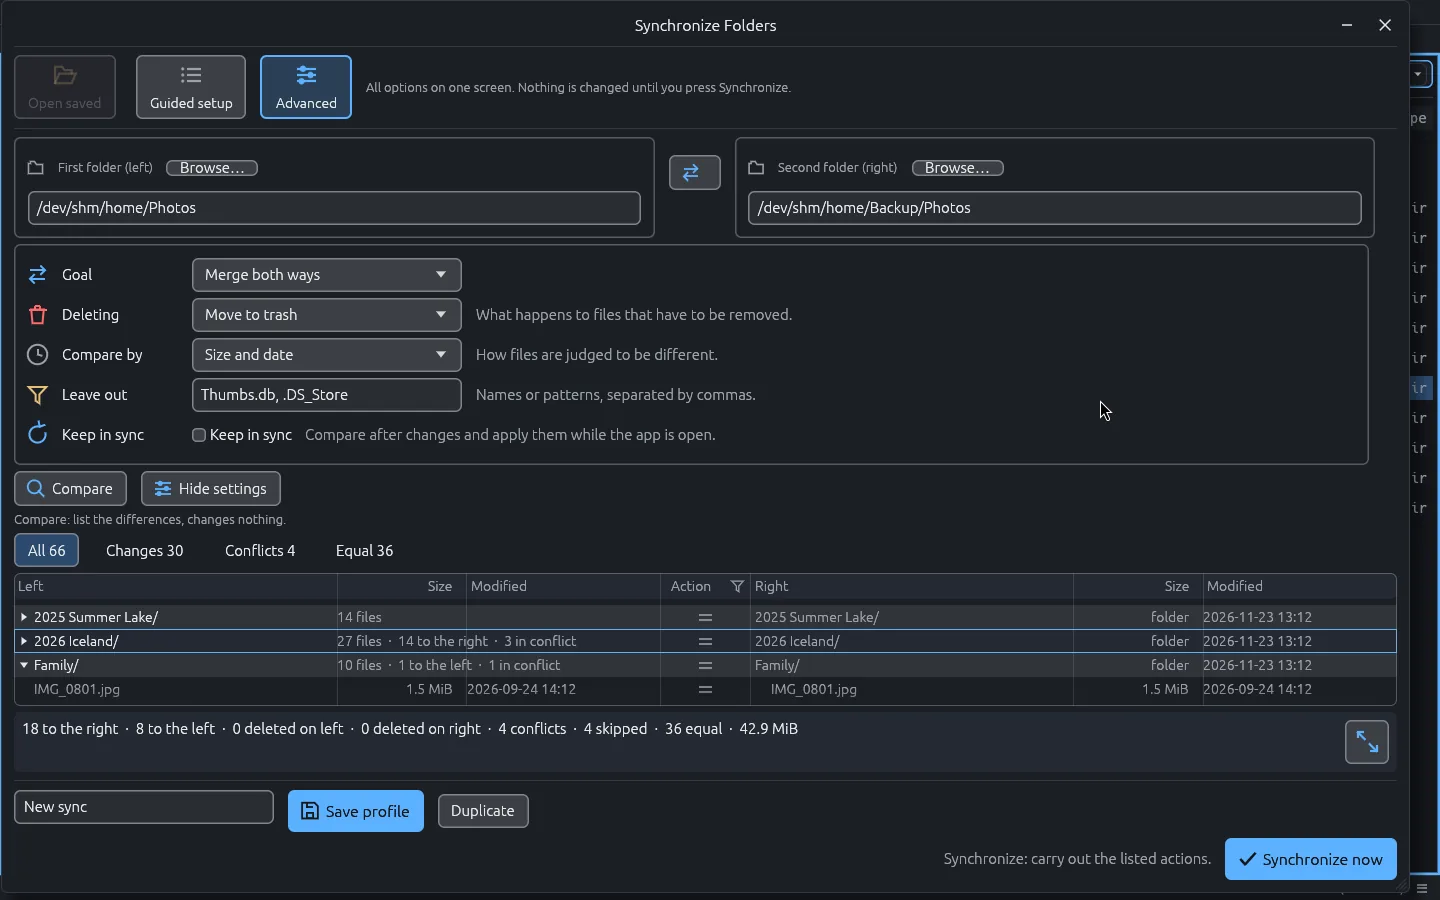 Synchronize Folders
Open saved
Guided setup
Advanced
All options on one screen. Nothing is changed until you press Synchronize.
First folder (left) Browse...
/dev/shm/home/Photos
Second folder (right) Browse...
/dev/shm/home/Backup/Photos
Goal Merge both ways
Deleting Move to trash What happens to files that have to be removed.
Compare by Size and date How files are judged to be different.
Leave out Thumbs.db, .DS_Store Names or patterns, separated by commas.
Keep in sync Keep in sync Compare after changes and apply them while the app is open.
Compare Hide settings
Compare: list the differences, changes nothing.
All 66 Changes 30 Conflicts 4 Equal 36
Left Size Modified Action Right Size Modified
2025 Summer Lake/ 14 files = 2025 Summer Lake/ folder 2026-11-23 13:12
2026 Iceland/ 27 files · 14 to the right · 3 in conflict = 2026 Iceland/ folder 2026-11-23 13:12
Family/ 10 files · 1 to the left · 1 in conflict = Family/ folder 2026-11-23 13:12
IMG_0801.jpg 1.5 MiB 2026-09-24 14:12 = IMG_0801.jpg 1.5 MiB 2026-09-24 14:12
18 to the right · 8 to the left · 0 deleted on left · 0 deleted on right · 4 conflicts · 4 skipped · 36 equal · 42.9 MiB
New sync Save profile Duplicate
Synchronize: carry out the listed actions. Synchronize now